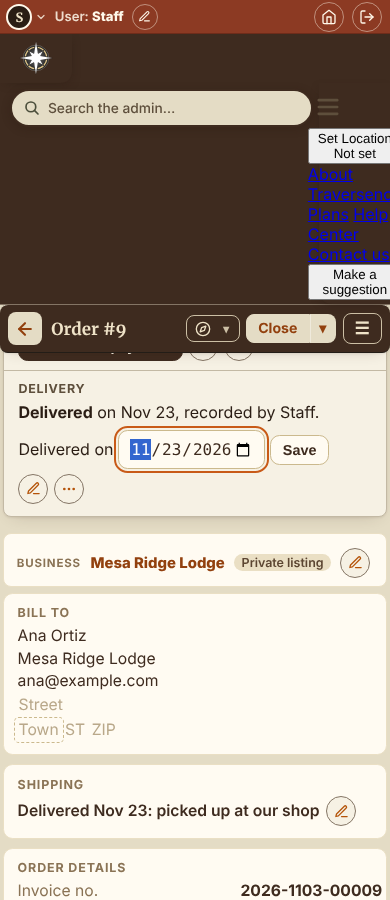 S User: Staff
Search the admin...
Set Location
Not set
About
Plans Help
Center
Contact us
Make a
suggestion
Order #9
Close
DELIVERY
Delivered on Nov 23, recorded by Staff.
Delivered on 11/23/2026 Save
BUSINESS Mesa Ridge Lodge Private listing
BILL TO
Ana Ortiz
Mesa Ridge Lodge
ana@example.com
Street
Town ST ZIP
SHIPPING
Delivered Nov 23: picked up at our shop
ORDER DETAILS
Invoice no. 2026-1103-00009